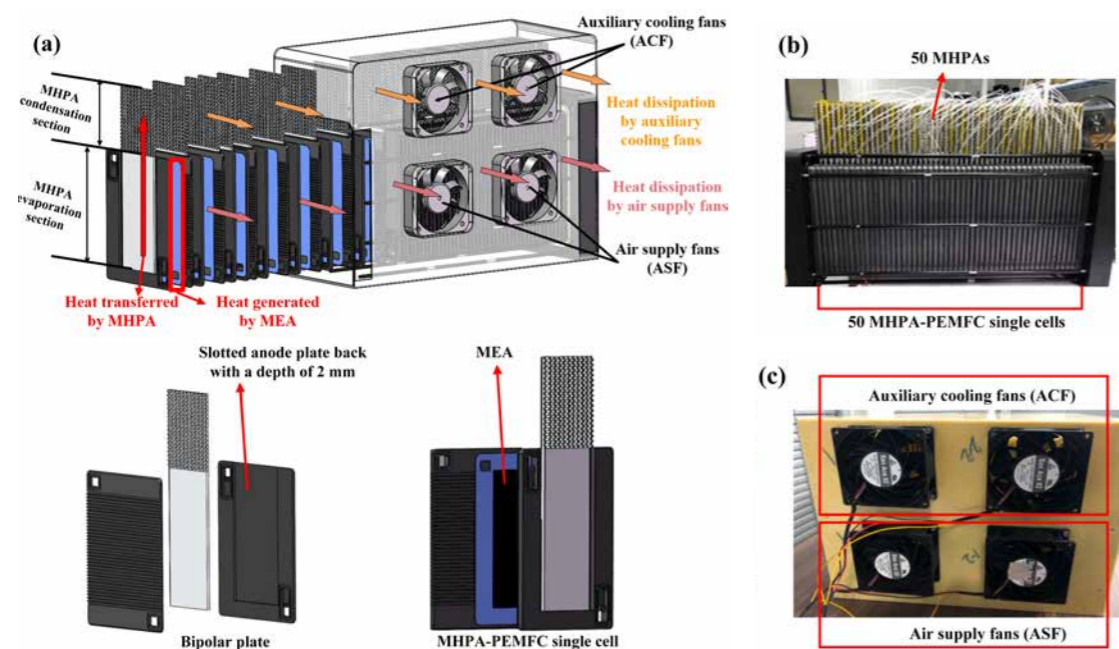 (a)
Auxiliary cooling fans
(ACF)
MHPA
condensation
section
Heat dissipation
by auxiliary
cooling fans
MHPA
evaporation
section
Heat dissipation
by air supply fans
Air supply fans
(ASF)
Heat transferred
by MHPA
Heat generated
by MEA
Slotted anode plate back
with a depth of 2 mm
MEA
Bipolar plate
MHPA-PEMFC single cell
(b)
50 MHPAs
50 MHPA-PEMFC single cells
(c)
Auxiliary cooling fans (ACF)
Air supply fans (ASF)